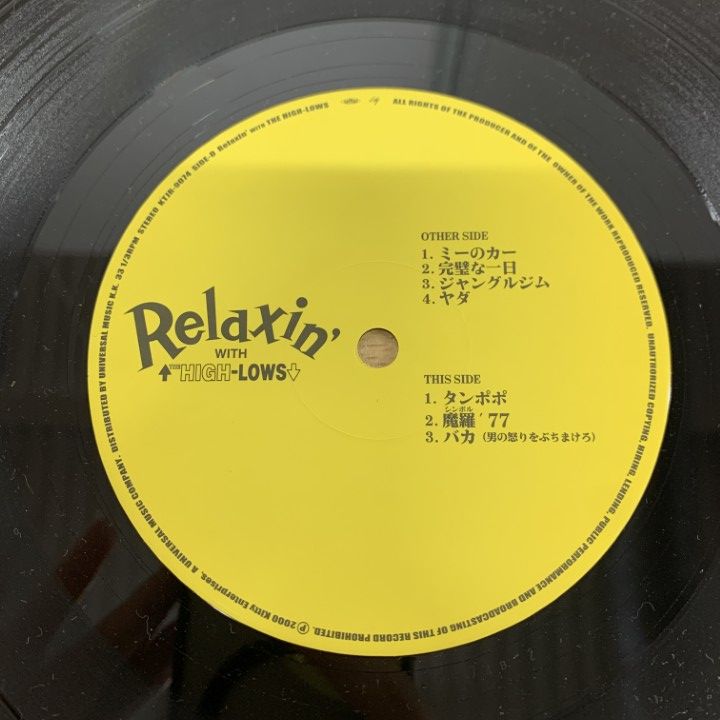 Relaxin'
WITH
THE HIGH-LOWS
OTHER SIDE
1. ミーのカー
2. 完璧な一日
3. ジャングルジム
4. ヤダ
THIS SIDE
1. タンポポ
シンボル
2. 魔羅'77
3. バカ (男の怒りをぶちまけろ)
DISTRIBUTED BY UNIVERSAL MUSIC K.K. 33 1/3RPM STEREO KTJR-9074 SIDE-D Relaxin' WITH THE HIGH-LOWS
ALL RIGHTS OF THE PRODUCER AND OF THE OWNER OF THE WORK REPRODUCED RESERVED. UNAUTHORIZED COPYING, HIRING, LENDING, PUBLIC PERFORMANCE AND BROADCASTING OF THIS RECORD PROHIBITED. Ⓟ 2000 Kitty Enterprises, A UNIVERSAL MUSIC COMPANY.